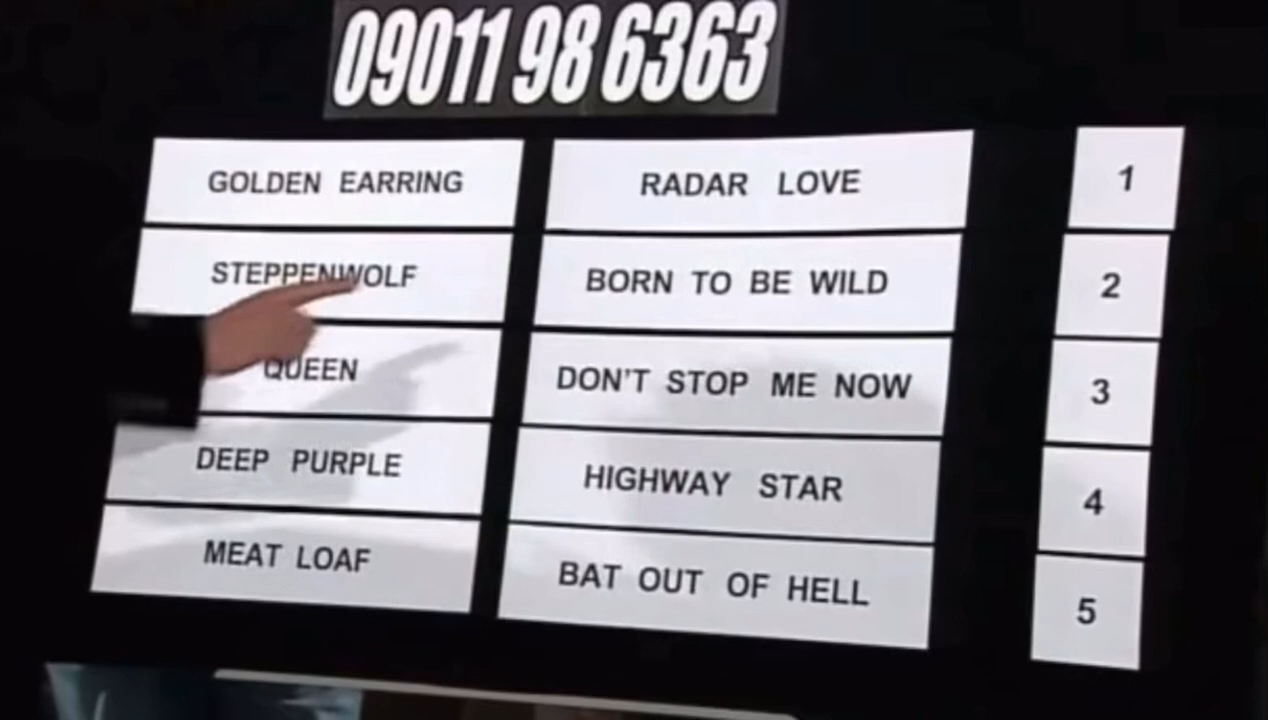 09011 98 6363
GOLDEN EARRING RADAR LOVE 1
STEPPENWOLF BORN TO BE WILD 2
QUEEN DON'T STOP ME NOW 3
DEEP PURPLE HIGHWAY STAR 4
MEAT LOAF BAT OUT OF HELL 5